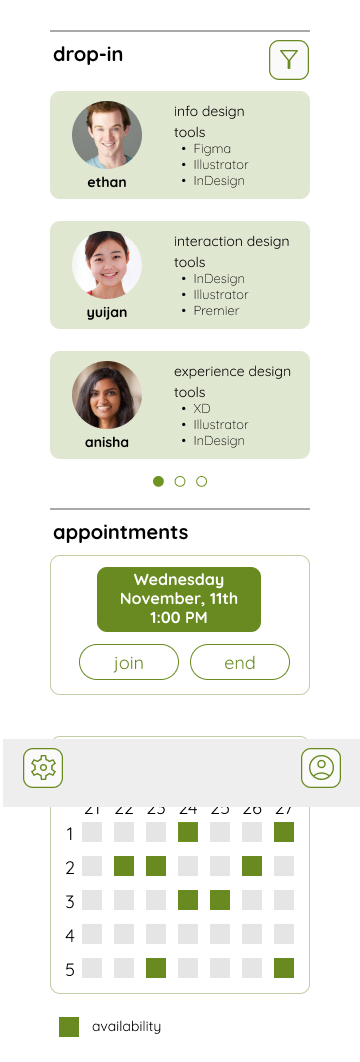 drop-in
info design
tools
• Figma
• Illustrator
• InDesign
ethan
interaction design
tools
• InDesign
• Illustrator
• Premier
yuijan
experience design
tools
• XD
• Illustrator
• InDesign
anisha
appointments
Wednesday
November, 11th
1:00 PM
join end
21 22 23 24 25 26 27
1
2
3
4
5
availability